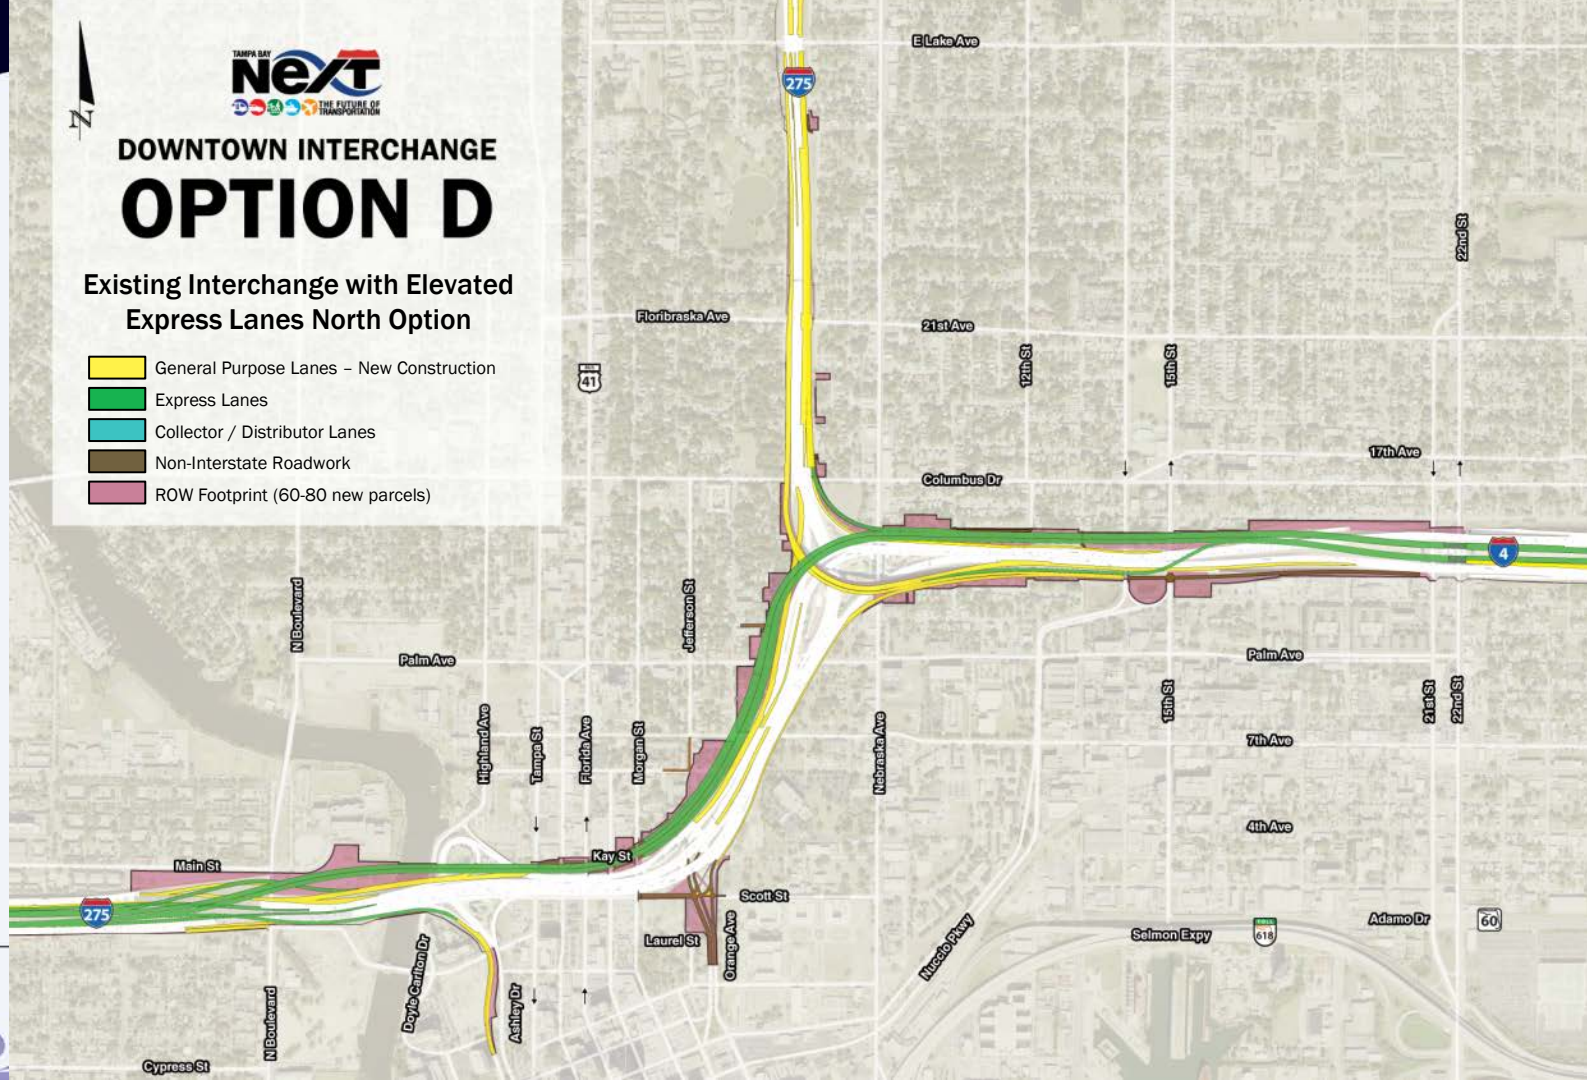 TAMPA BAY
NeXT
THE FUTURE OF
TRANSPORTATION
N
DOWNTOWN INTERCHANGE
OPTION D
Existing Interchange with Elevated
Express Lanes North Option
General Purpose Lanes – New Construction
Express Lanes
Collector / Distributor Lanes
Non-Interstate Roadwork
ROW Footprint (60-80 new parcels)
E Lake Ave
275
22nd St
Floribraska Ave
21st Ave
41
12th St
15th St
17th Ave
Columbus Dr
4
N Boulevard
Jefferson St
Palm Ave
Palm Ave
Highland Ave
Tampa St
Florida Ave
Morgan St
Nebraska Ave
15th St
21st St
22nd St
7th Ave
4th Ave
Main St
Kay St
275
Scott St
Laurel St
Orange Ave
Nuccio Pkwy
Selmon Expy
TOLL
618
Adamo Dr
60
Doyle Carlton Dr
Ashley Dr
N Boulevard
Cypress St